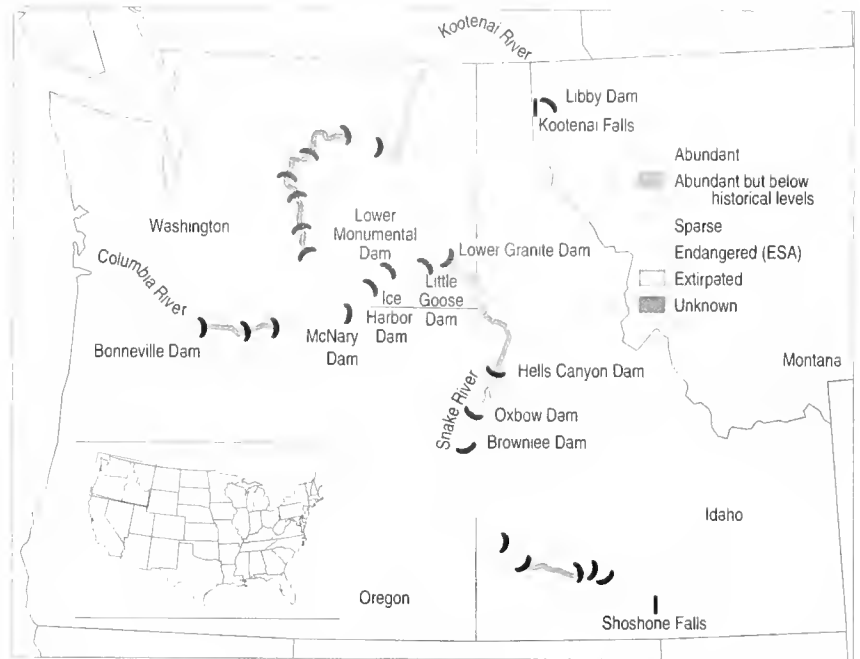 Kootenai River
Libby Dam
Kootenai Falls
Abundant
Abundant but below
historical levels
Sparse
Endangered (ESA)
Extirpated
Unknown
Washington
Lower
Monumental
Dam
Lower Granite Dam
Columbia River
Little
Goose
Dam
Ice
Harbor
Dam
McNary
Dam
Bonneville Dam
Montana
Hells Canyon Dam
Snake River
Oxbow Dam
Brownlee Dam
Idaho
Oregon
Shoshone Falls